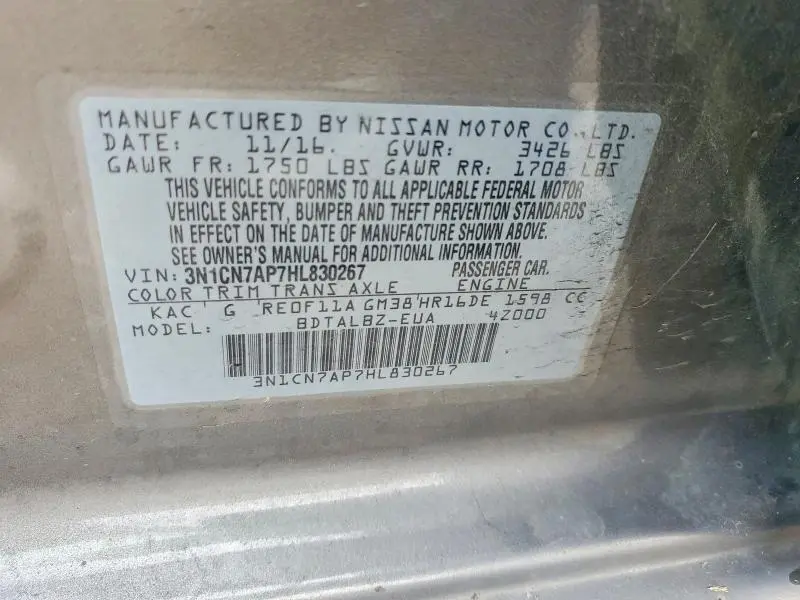 MANUFACTURED BY NISSAN MOTOR CO., LTD.
DATE: 11/16. GVWR: 3426 LBS
GAWR FR: 1750 LBS GAWR RR: 1708 LBS
THIS VEHICLE CONFORMS TO ALL APPLICABLE FEDERAL MOTOR
VEHICLE SAFETY, BUMPER AND THEFT PREVENTION STANDARDS
IN EFFECT ON THE DATE OF MANUFACTURE SHOWN ABOVE.
SEE OWNER'S MANUAL FOR ADDITIONAL INFORMATION.
VIN: 3N1CN7AP7HL830267 PASSENGER CAR.
COLOR TRIM TRANS AXLE ENGINE
KAC G RE0F11A GM38 HR16DE 1598 CC
MODEL: BDTALBZ-EUA 4Z000
3N1CN7AP7HL830267